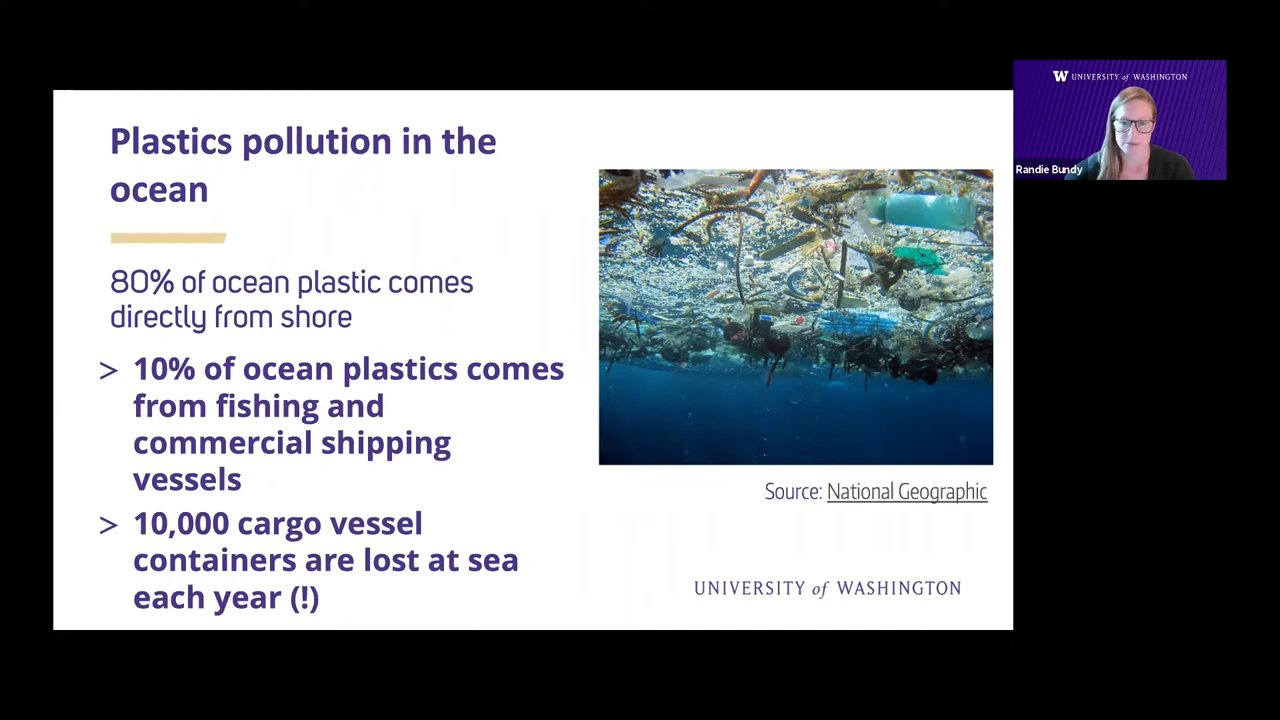 Plastics pollution in the
ocean
80% of ocean plastic comes
directly from shore
> 10% of ocean plastics comes
from fishing and
commercial shipping
vessels
> 10,000 cargo vessel
containers are lost at sea
each year (!)
Source: National Geographic
UNIVERSITY of WASHINGTON
W UNIVERSITY of WASHINGTON
Randie Bundy